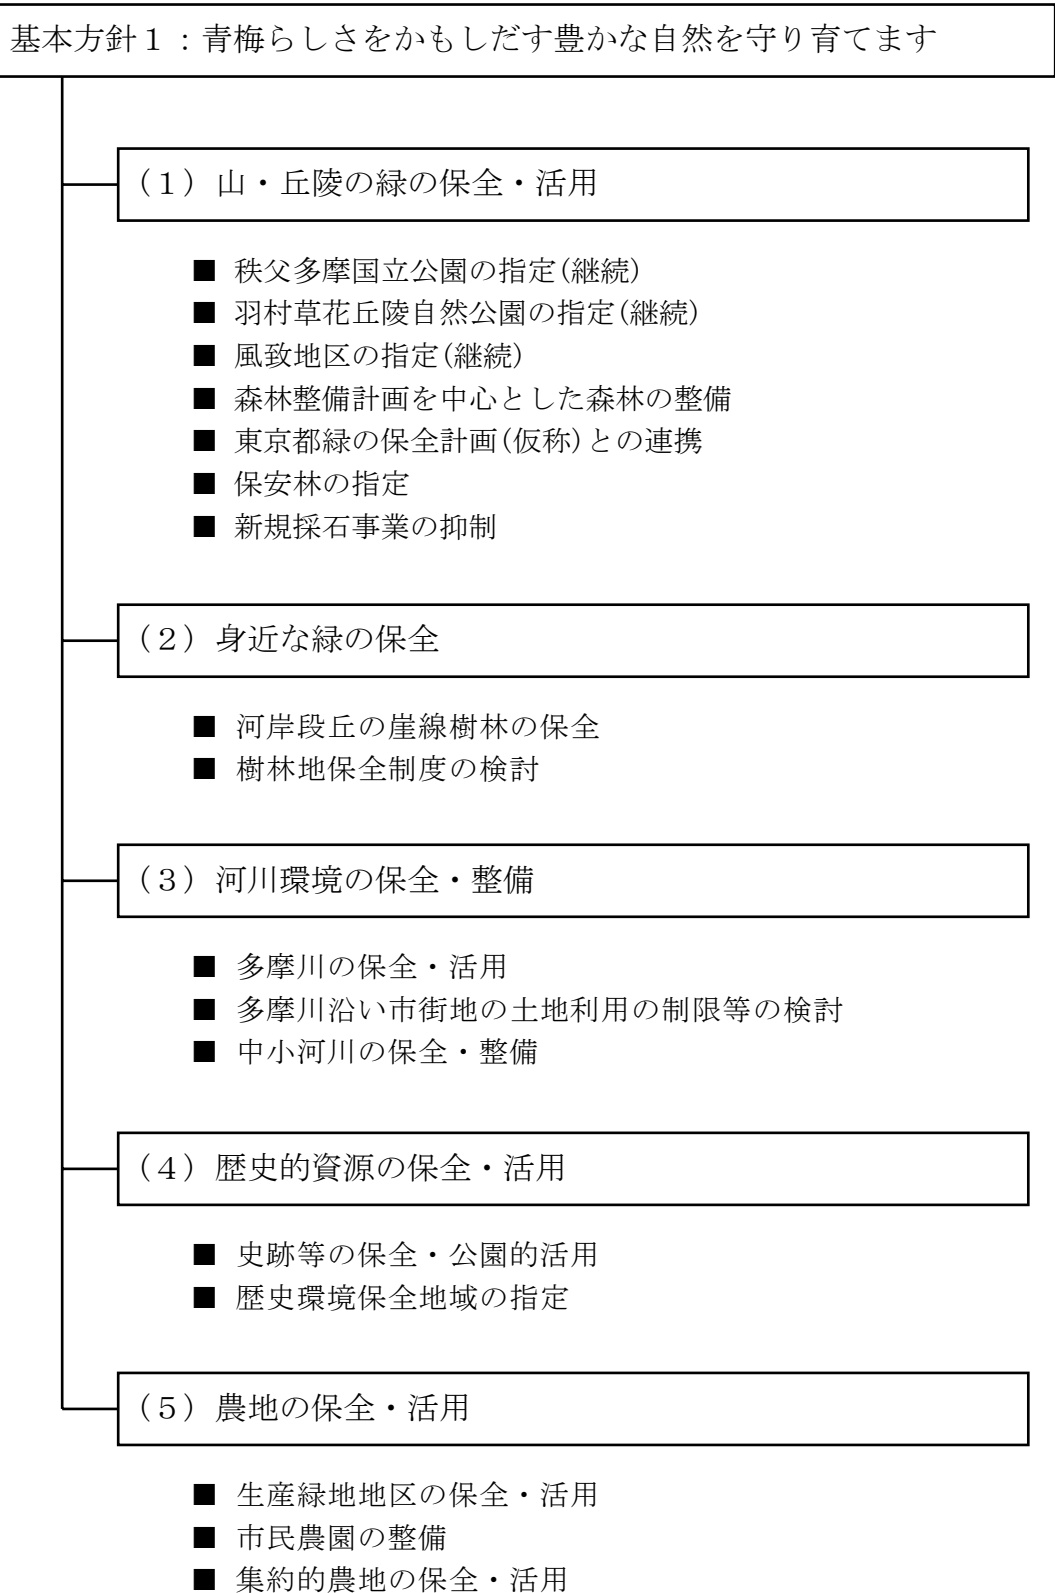 基本方針１：青梅らしさをかもしだす豊かな自然を守り育てます
（１）山・丘陵の緑の保全・活用
■ 秩父多摩国立公園の指定(継続)
■ 羽村草花丘陵自然公園の指定(継続)
■ 風致地区の指定(継続)
■ 森林整備計画を中心とした森林の整備
■ 東京都緑の保全計画(仮称)との連携
■ 保安林の指定
■ 新規採石事業の抑制
（２）身近な緑の保全
■ 河岸段丘の崖線樹林の保全
■ 樹林地保全制度の検討
（３）河川環境の保全・整備
■ 多摩川の保全・活用
■ 多摩川沿い市街地の土地利用の制限等の検討
■ 中小河川の保全・整備
（４）歴史的資源の保全・活用
■ 史跡等の保全・公園的活用
■ 歴史環境保全地域の指定
（５）農地の保全・活用
■ 生産緑地地区の保全・活用
■ 市民農園の整備
■ 集約的農地の保全・活用